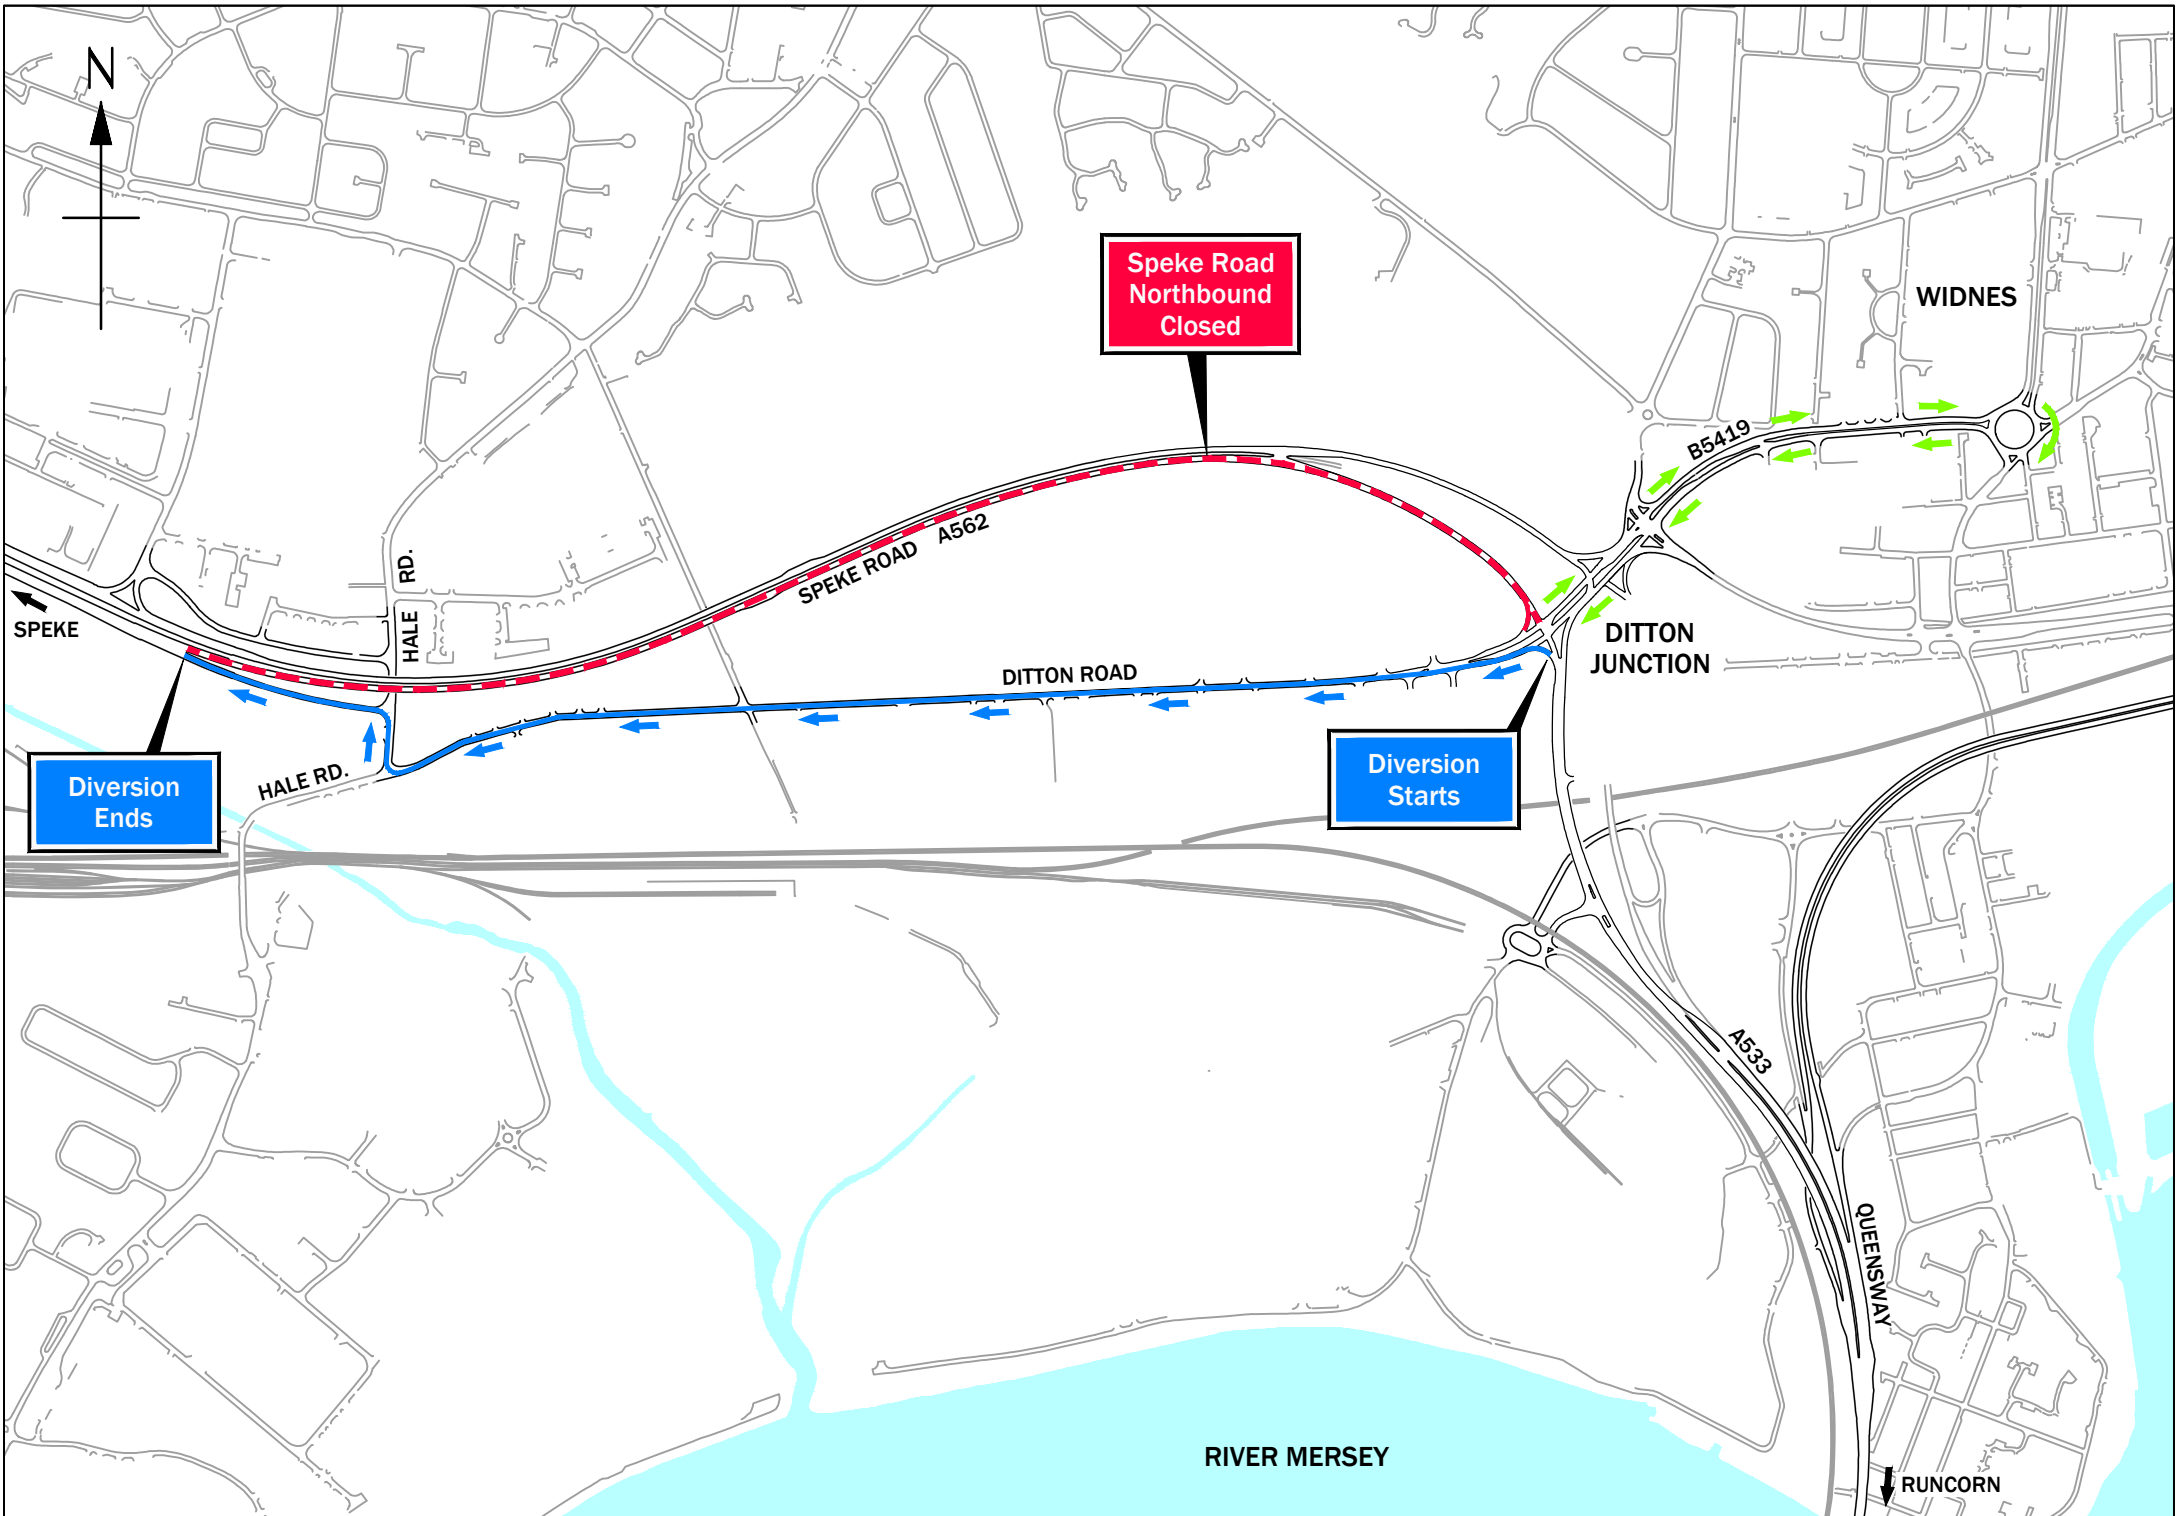 N
Speke Road
Northbound
Closed
WIDNES
B5419
SPEKE ROAD A562
HALE RD.
SPEKE
DITTON
JUNCTION
DITTON ROAD
HALE RD.
Diversion
Ends
Diversion
Starts
A533
QUEENSWAY
RIVER MERSEY
RUNCORN